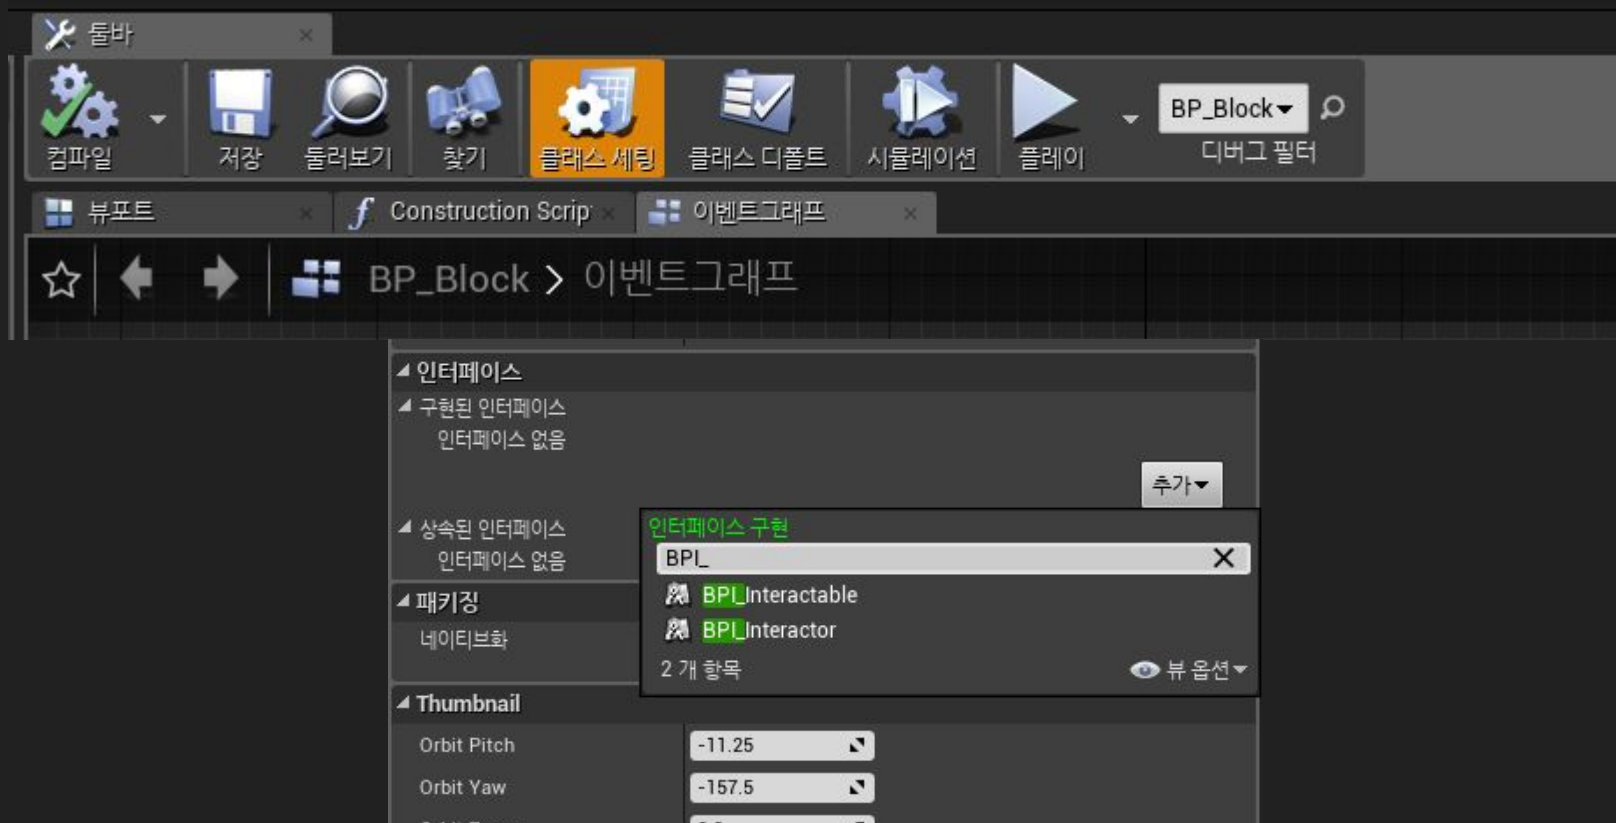 툴바
컴파일
저장
둘러보기
찾기
클래스 세팅
클래스 디폴트
시뮬레이션
플레이
BP_Block
디버그 필터
뷰포트
Construction Scrip
이벤트그래프
BP_Block > 이벤트그래프
인터페이스
구현된 인터페이스
인터페이스 없음
추가
상속된 인터페이스
인터페이스 없음
인터페이스 구현
BPI_
BPI_Interactable
BPI_Interactor
2 개 항목
뷰 옵션
패키징
네이티브화
Thumbnail
Orbit Pitch
-11.25
Orbit Yaw
-157.5